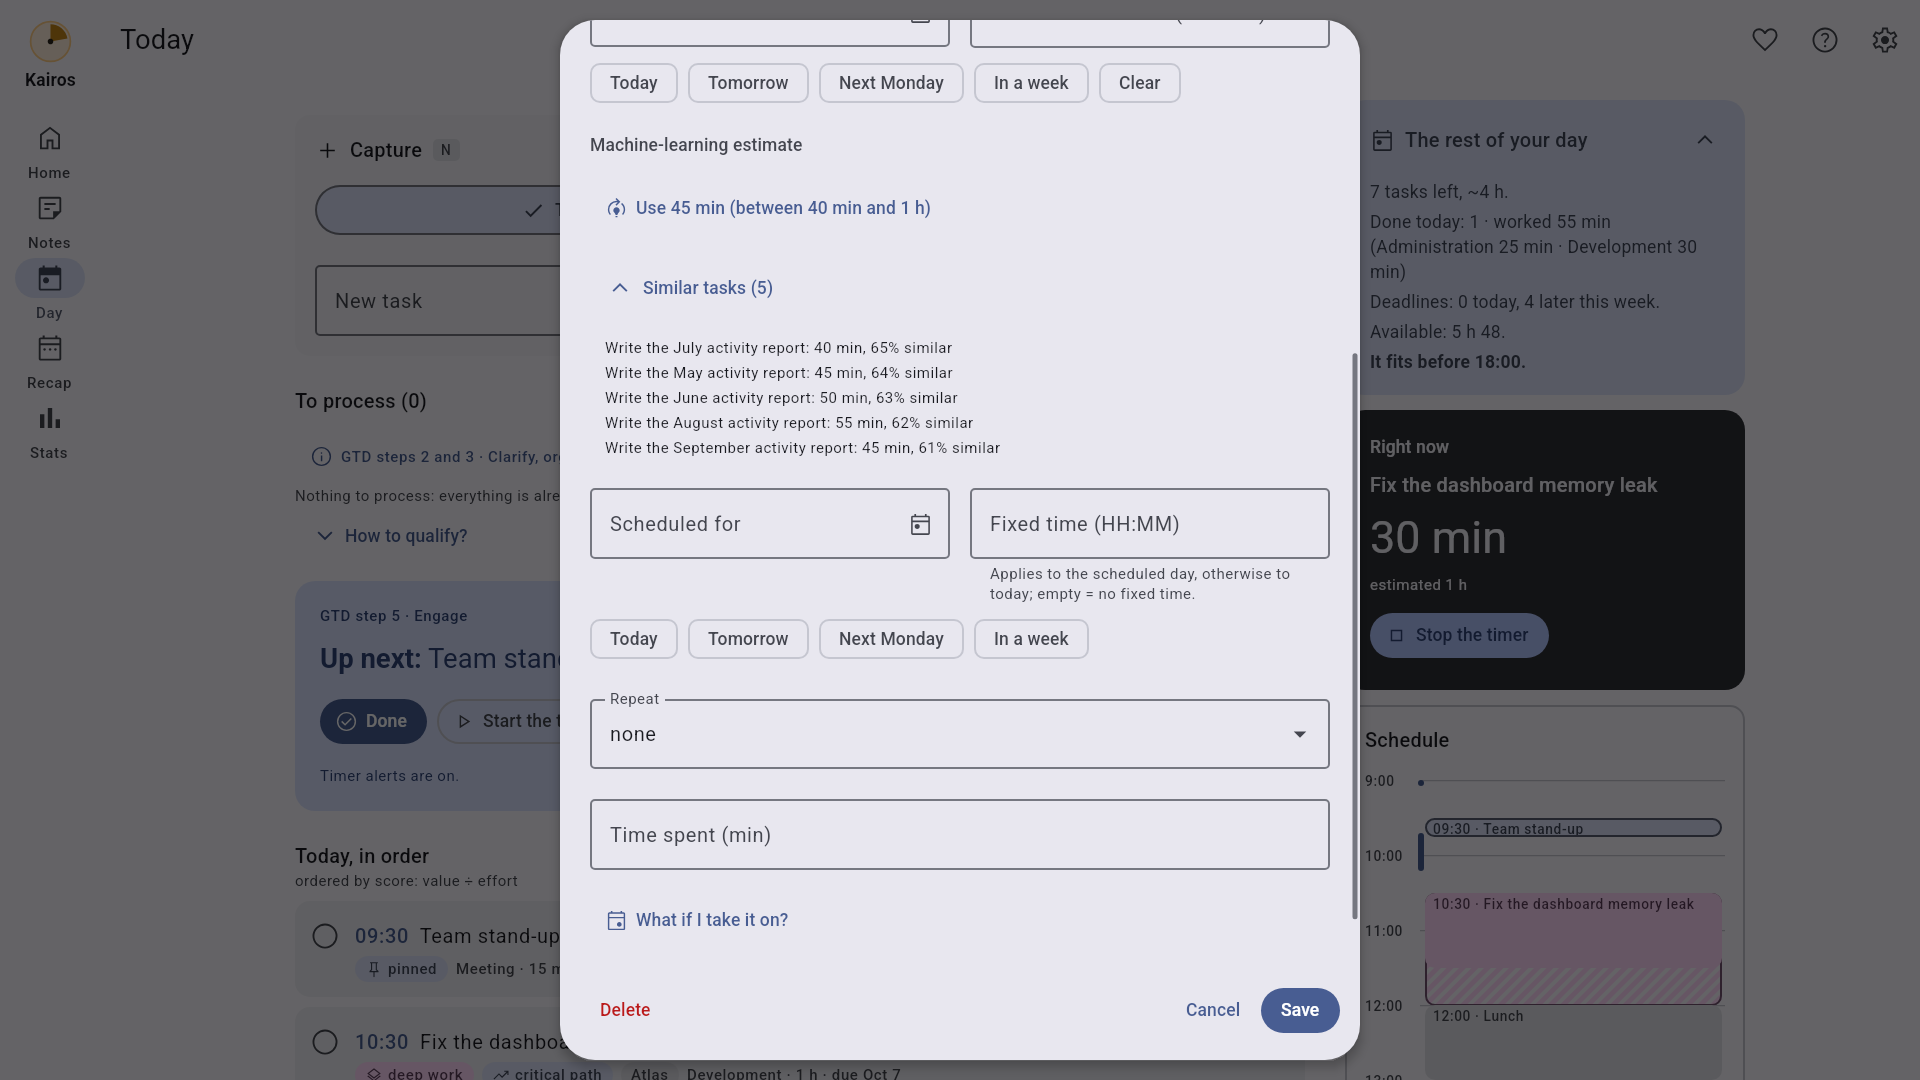 Kairos
Home
Notes
Day
Recap
Stats
Today
Capture N
New task
To process (0)
GTD steps 2 and 3 · Clarify,
Nothing to process: everything is
How to qualify?
GTD step 5 · Engage
Up next: Team
Done
Start the
Timer alerts are on.
Today, in order
ordered by score: value ÷ effort
09:30 Team stand-up
pinned Meeting · 15
10:30 Fix the
deep work critical path Atlas Development · 1 h · due Oct 7
Today Tomorrow Next Monday In a week Clear
Machine-learning estimate
Use 45 min (between 40 min and 1 h)
Similar tasks (5)
Write the July activity report: 40 min, 65% similar
Write the May activity report: 45 min, 64% similar
Write the June activity report: 50 min, 63% similar
Write the August activity report: 55 min, 62% similar
Write the September activity report: 45 min, 61% similar
Scheduled for
Fixed time (HH:MM)
Applies to the scheduled day, otherwise to
today; empty = no fixed time.
Today Tomorrow Next Monday In a week
Repeat
none
Time spent (min)
What if I take it on?
Delete
Cancel
Save
The rest of your day
7 tasks left, ~4 h.
Done today: 1 · worked 55 min
(Administration 25 min · Development 30
min)
Deadlines: 0 today, 4 later this week.
Available: 5 h 48.
It fits before 18:00.
Right now
Fix the dashboard memory leak
30 min
estimated 1 h
Stop the timer
Schedule
9:00
09:30 · Team stand-up
10:00
10:30 · Fix the dashboard memory leak
11:00
12:00
12:00 · Lunch